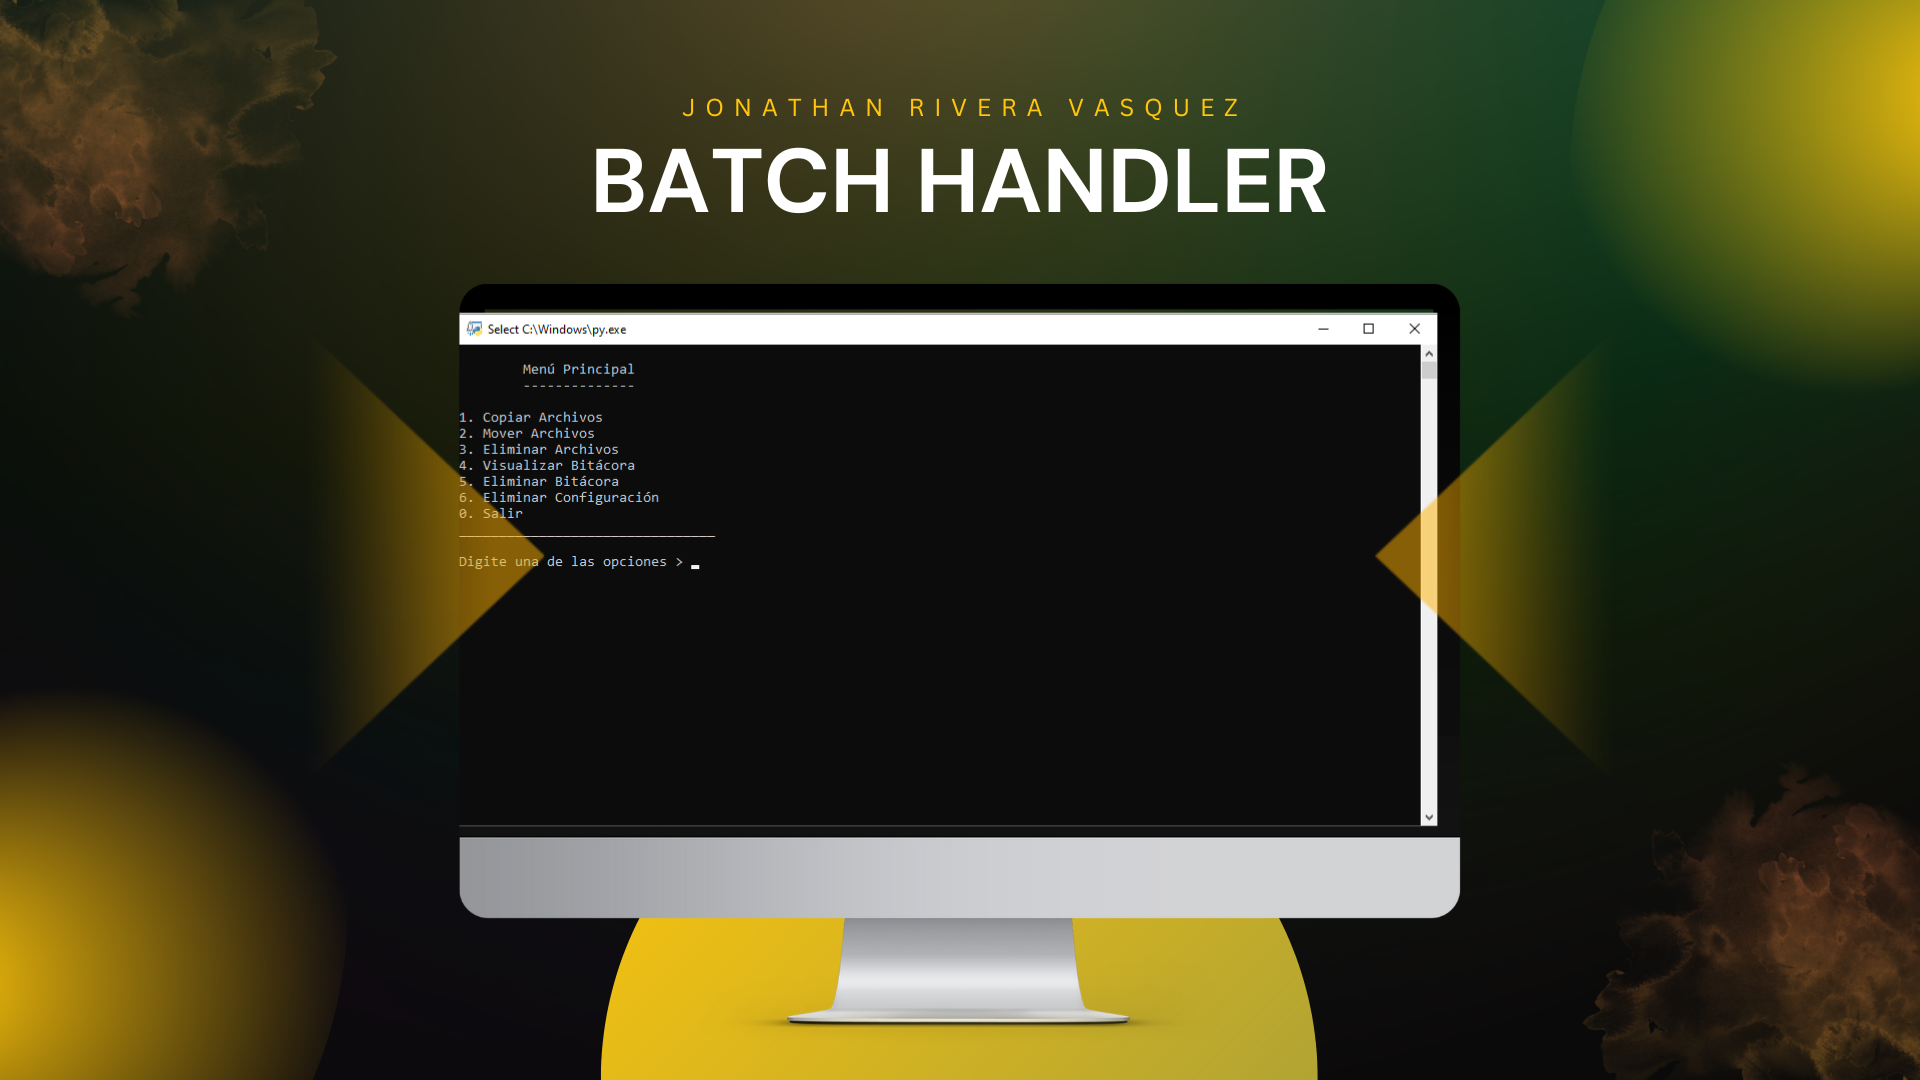 JONATHAN RIVERA VASQUEZ
BATCH HANDLER
Select C:\Windows\py.exe
Menú Principal
--------------
1. Copiar Archivos
2. Mover Archivos
3. Eliminar Archivos
4. Visualizar Bitácora
5. Eliminar Bitácora
6. Eliminar Configuración
0. Salir
________________________________
Digite una de las opciones > _